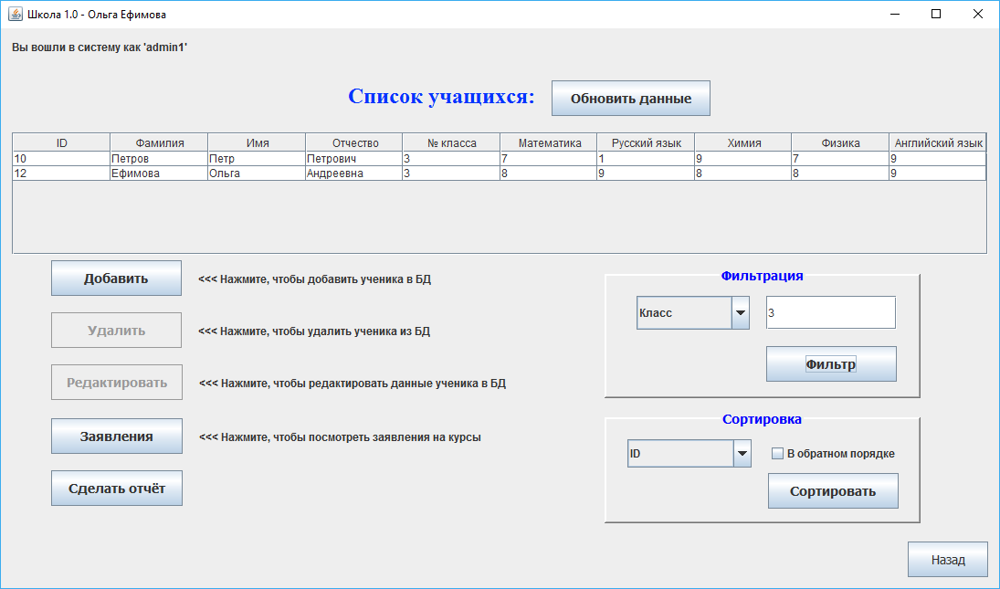 Школа 1.0 - Ольга Ефимова
Вы вошли в систему как 'admin1'
Список учащихся: Обновить данные
ID Фамилия Имя Отчество № класса Математика Русский язык Химия Физика Английский язык
10 Петров Петр Петрович 3 7 1 9 7 9
12 Ефимова Ольга Андреевна 3 8 9 8 8 9
Добавить <<< Нажмите, чтобы добавить ученика в БД
Удалить <<< Нажмите, чтобы удалить ученика из БД
Редактировать <<< Нажмите, чтобы редактировать данные ученика в БД
Заявления <<< Нажмите, чтобы посмотреть заявления на курсы
Сделать отчёт
Фильтрация
Класс 3
Фильтр
Сортировка
ID В обратном порядке
Сортировать
Назад